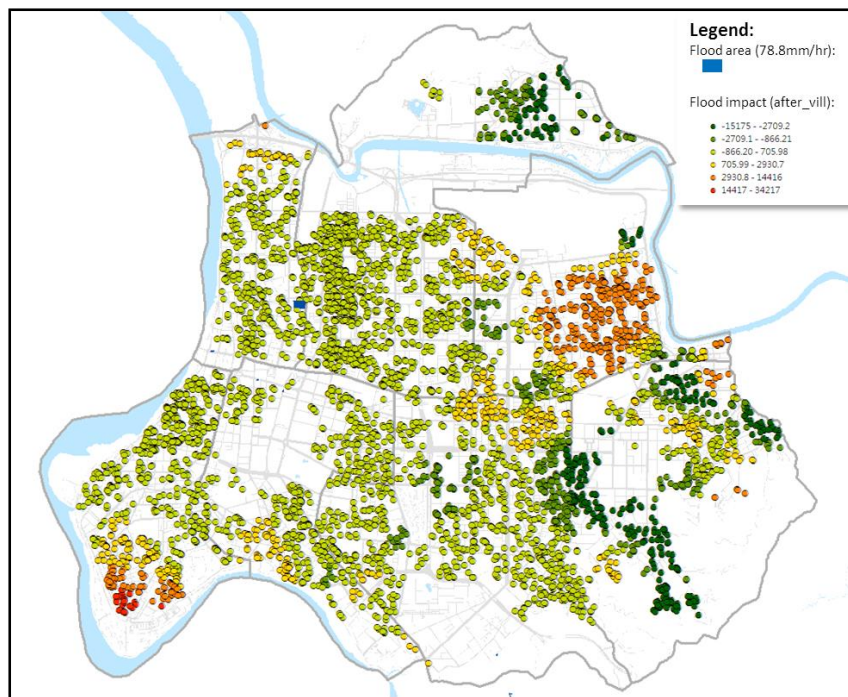 Legend:
Flood area (78.8mm/hr):
Flood impact (after_vill):
-15175 - -2709.2
-2709.1 - -866.21
-866.20 - 705.98
705.99 - 2930.7
2930.8 - 14416
14417 - 34217